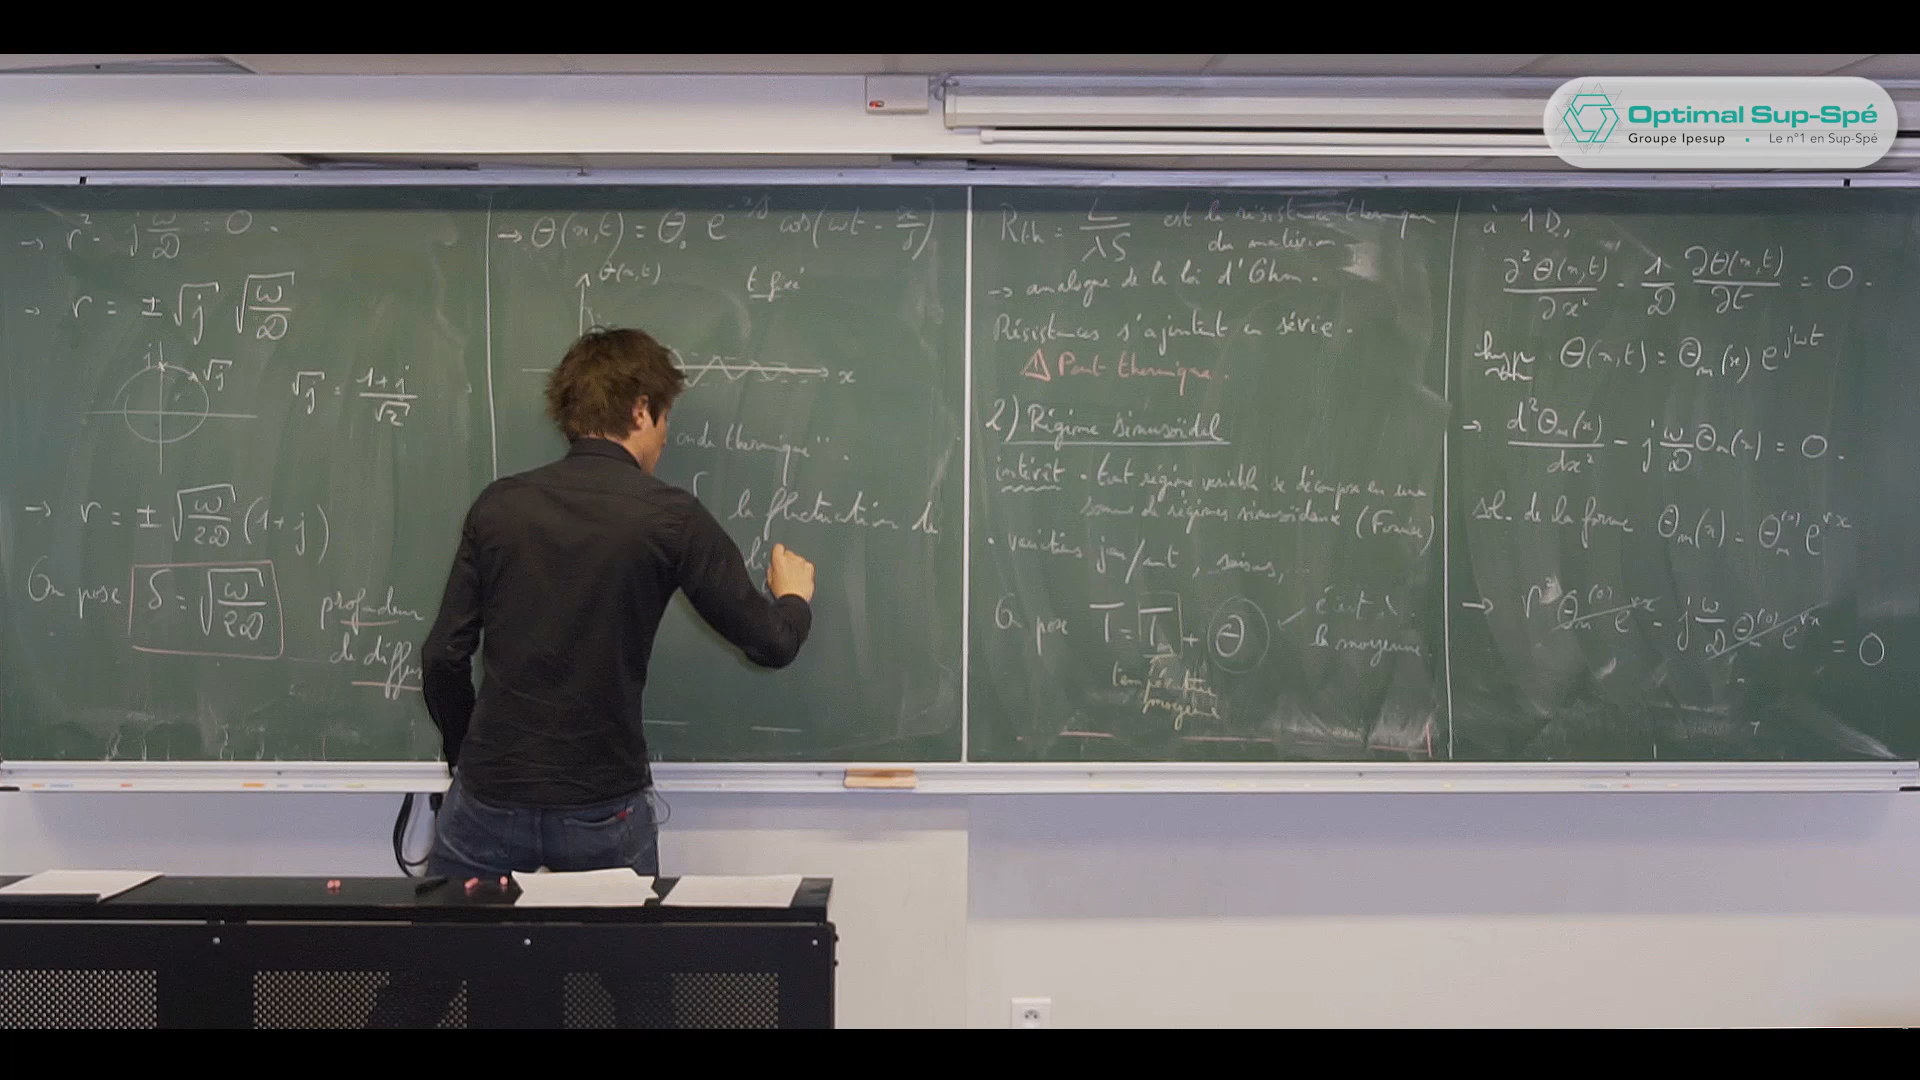 Optimal Sup-Spé
Groupe Ipesup · Le n°1 en Sup-Spé
→ r² - j ω/D = 0.
→ r = ± √j √(ω/D)
j √j
√j = (1+j)/√2
→ r = ± √(ω/2D) (1+j)
On pose δ = √(ω/2D) profondeur
de diffus
→ θ(x,t) = θ₀ e^(-x/δ) cos(ωt - x/δ)
θ(x,t) t fixé
x
onde thermique".
la fluctuation de
Rth = L/λS est la résistance thermique
du matériau
→ analogue de la loi d'Ohm.
Résistances s'ajoutent en série.
⚠ Pont thermique.
2) Régime sinusoïdal
intérêt • tout régime variable se décompose en une
somme de régimes sinusoïdaux (Fourier)
• variations jour/nuit, saisons, ...
On pose T = Tm + θ ← écart à
la moyenne.
température
moyenne
à 1D,
∂²θ(x,t)/∂x² - 1/D ∂θ(x,t)/∂t = 0.
hyp θ(x,t) = θm(x) e^(jωt)
→ d²θm(x)/dx² - j ω/D θm(x) = 0.
sol. de la forme θm(x) = θm^(0) e^(rx)
→ r² θm^(0) e^(rx) - j ω/D θm^(0) e^(rx) = 0